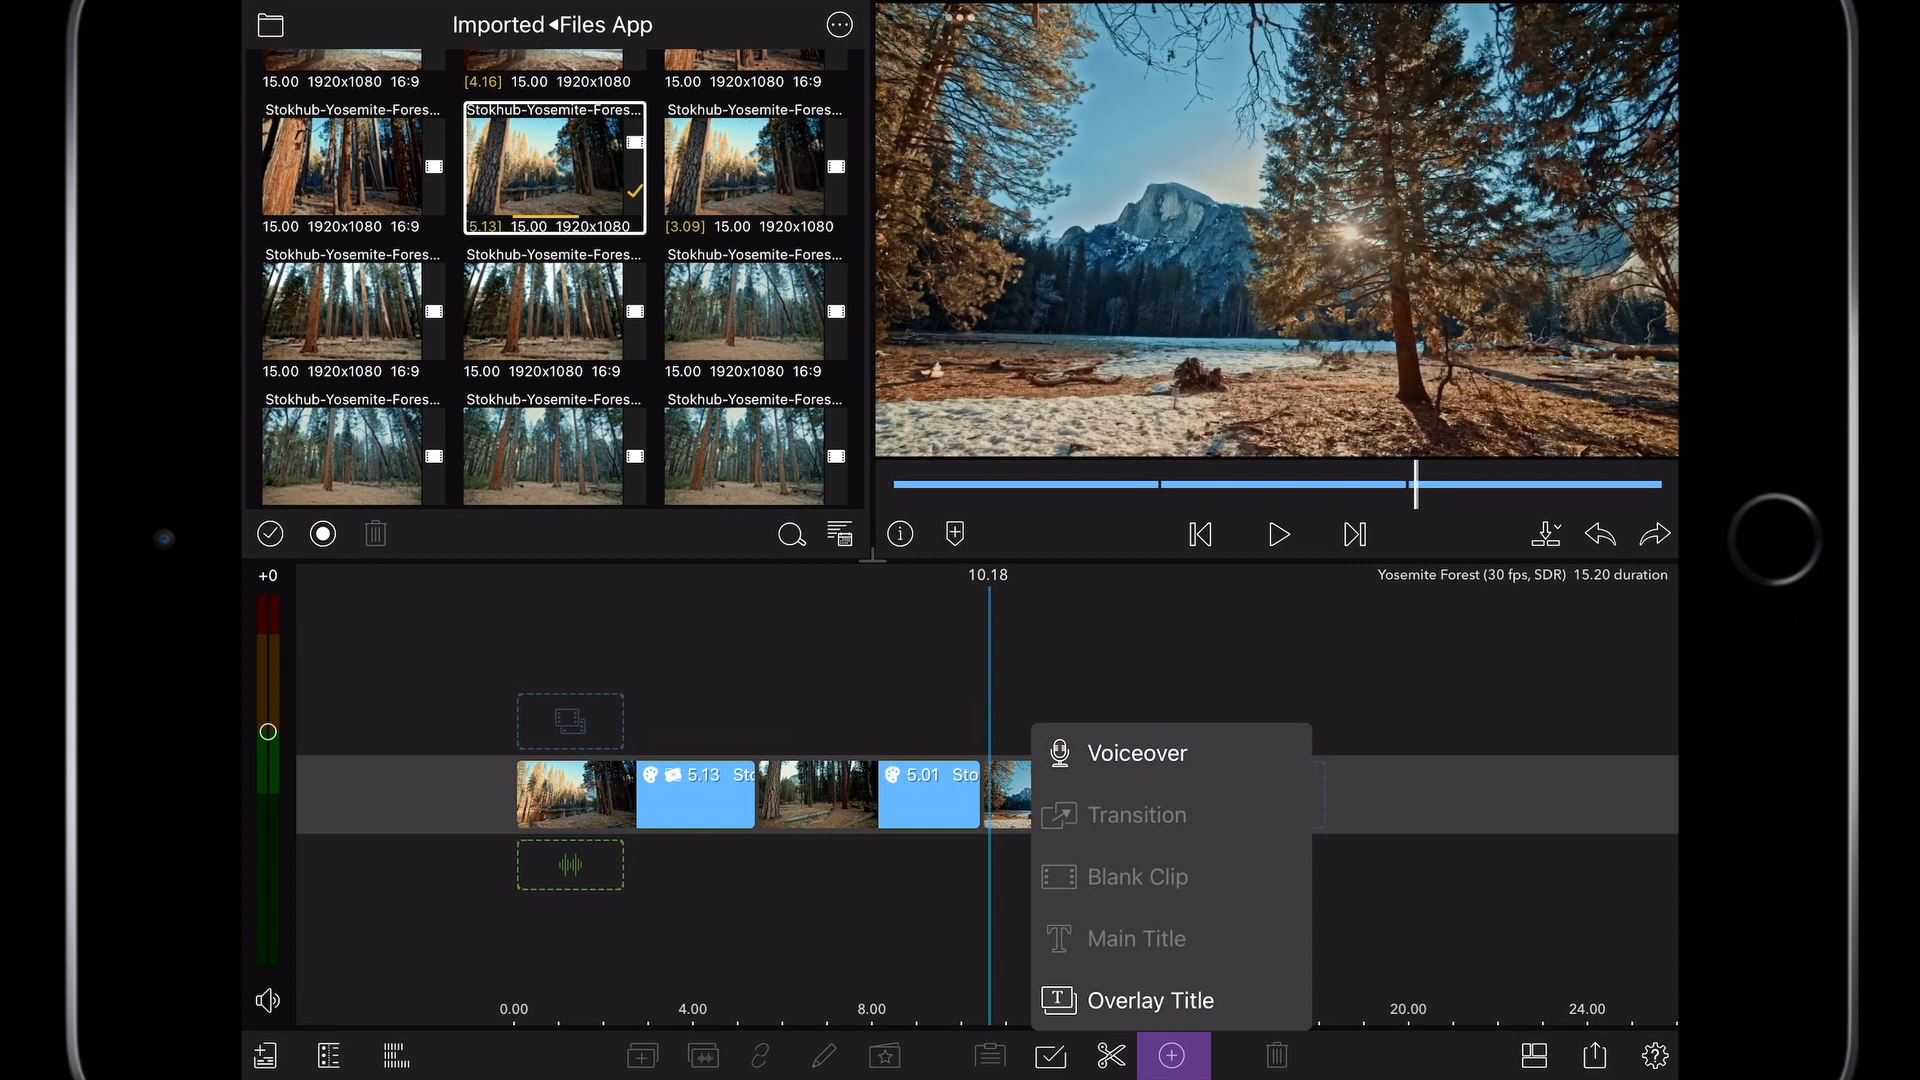 Imported ◂Files App
15.00 1920x1080 16:9
[4.16] 15.00 1920x1080
15.00 1920x1080 16:9
Stokhub-Yosemite-Fores...
Stokhub-Yosemite-Fores...
Stokhub-Yosemite-Fores...
15.00 1920x1080 16:9
[5.13] 15.00 1920x1080
[3.09] 15.00 1920x1080
Stokhub-Yosemite-Fores...
Stokhub-Yosemite-Fores...
Stokhub-Yosemite-Fores...
15.00 1920x1080 16:9
15.00 1920x1080 16:9
15.00 1920x1080 16:9
Stokhub-Yosemite-Fores...
Stokhub-Yosemite-Fores...
Stokhub-Yosemite-Fores...
+0
10.18
Yosemite Forest (30 fps, SDR) 15.20 duration
5.13 Sto
5.01 Sto
Voiceover
Transition
Blank Clip
Main Title
Overlay Title
0.00
4.00
8.00
20.00
24.00